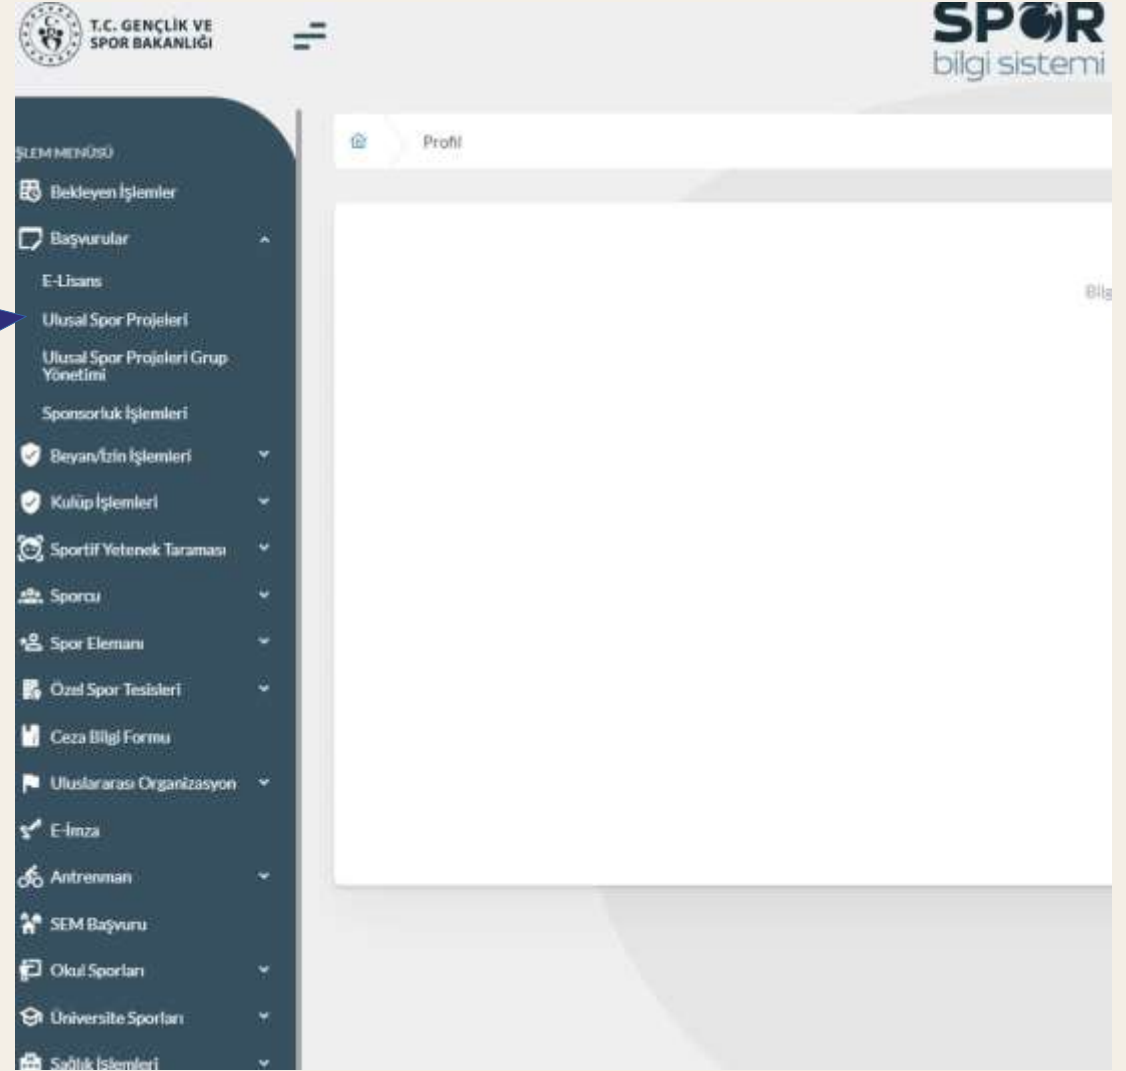 T.C. GENÇLİK VE
SPOR BAKANLIĞI
SPOR
bilgi sistemi
Profil
İŞLEM MENÜSÜ
Bekleyen İşlemler
Başvurular
E-Lisans
Ulusal Spor Projeleri
Ulusal Spor Projeleri Grup
Yönetimi
Sponsorluk İşlemleri
Beyan/İzin İşlemleri
Kulüp İşlemleri
Sportif Yetenek Taraması
Sporcu
Spor Elemanı
Özel Spor Tesisleri
Ceza Bilgi Formu
Uluslararası Organizasyon
E-İmza
Antrenman
SEM Başvuru
Okul Sporları
Üniversite Sporları
Sağlık İşlemleri